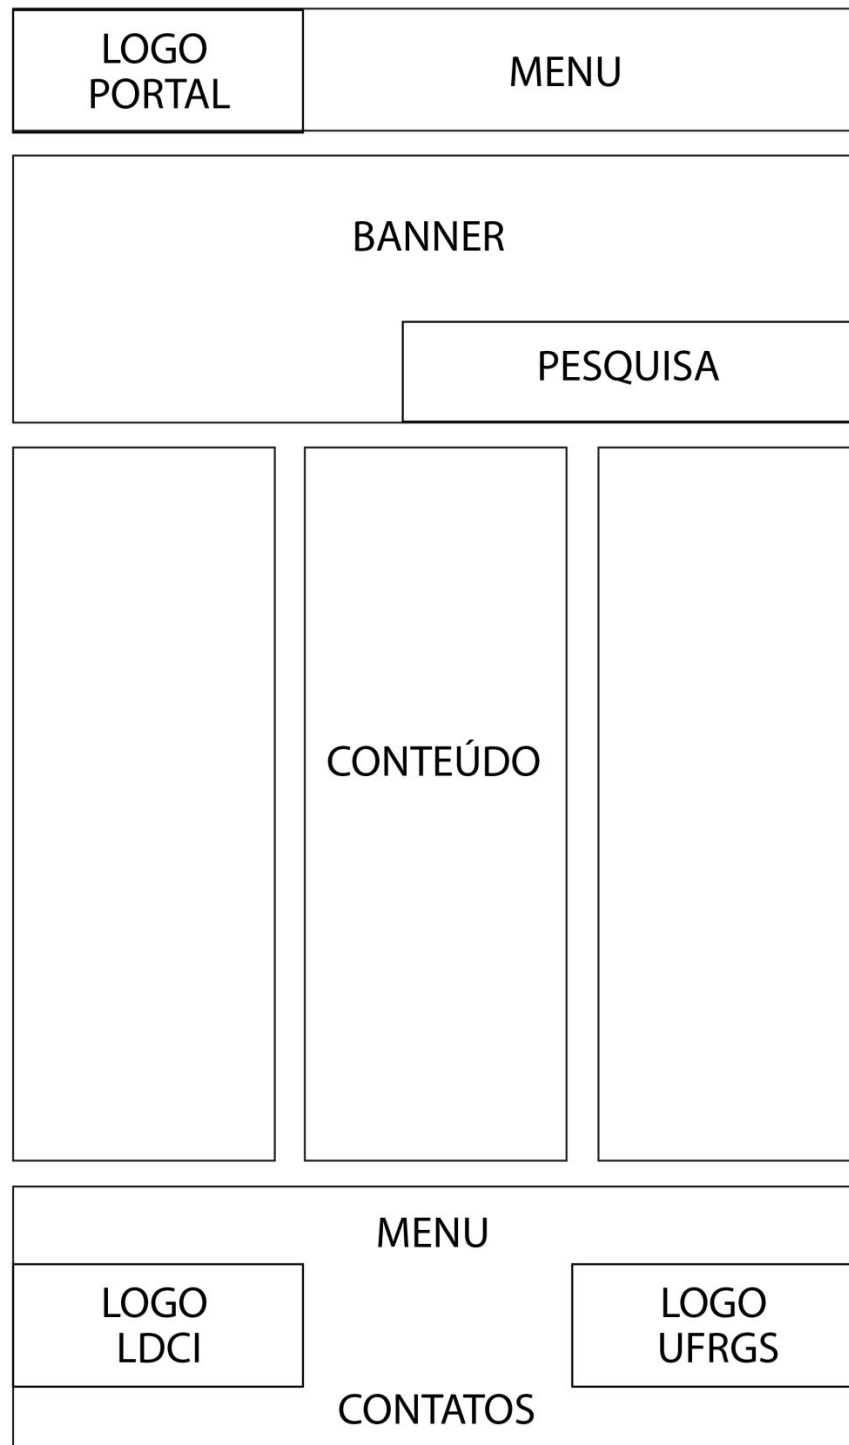 LOGO
PORTAL
MENU
BANNER
PESQUISA
CONTEÚDO
MENU
LOGO
LDCI
LOGO
UFRGS
CONTATOS